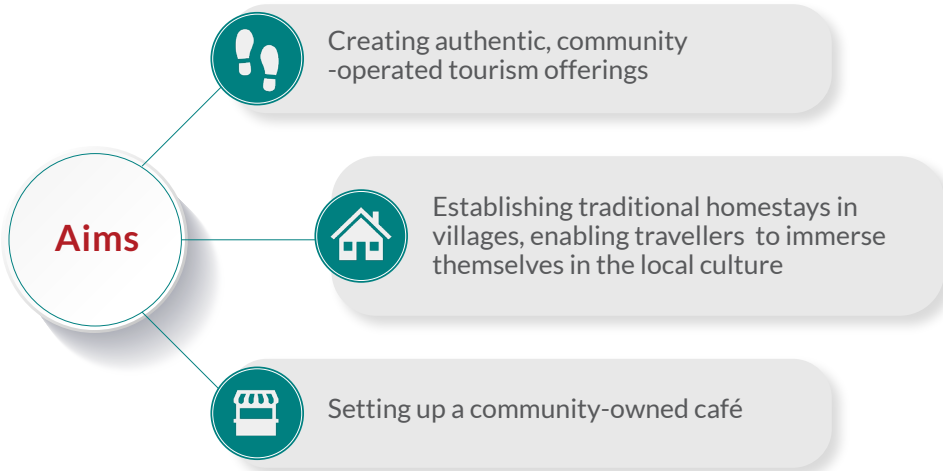 Creating authentic, community
-operated tourism offerings
Aims
Establishing traditional homestays in
villages, enabling travellers to immerse
themselves in the local culture
Setting up a community-owned café